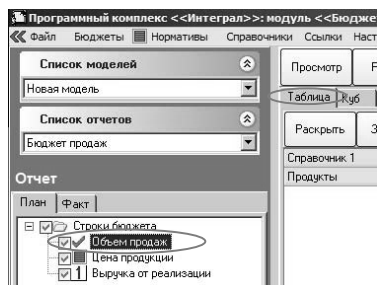 Программный комплекс <<Интеграл>>: модуль <<Бюдже
Файл Бюджеты Нормативы Справочники Ссылки Наст
Список моделей
Новая модель
Список отчетов
Бюджет продаж
Отчет
План Факт
Строки бюджета
Объем продаж
Цена продукции
1 Выручка от реализации
Просмотр F
Таблица Куб
Раскрыть З
Справочник 1
Продукты